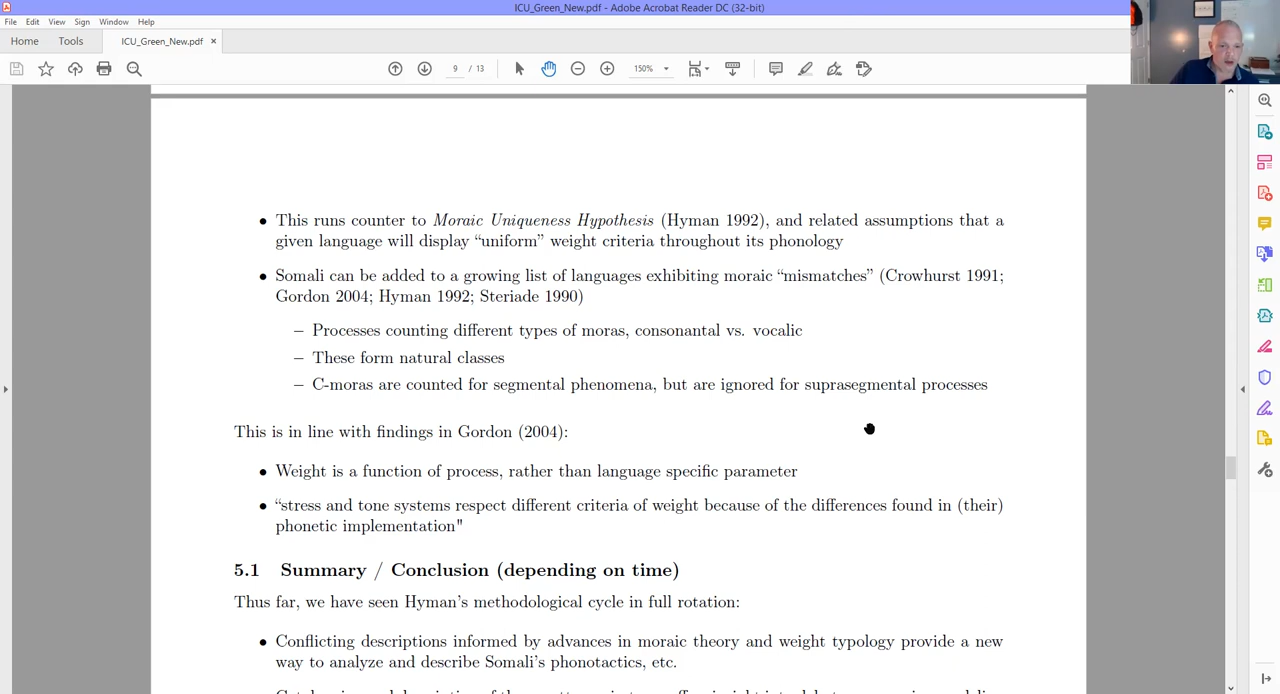 ICU_Green_New.pdf - Adobe Acrobat Reader DC (32-bit)
File Edit View Sign Window Help
Home Tools ICU_Green_New.pdf ×
9 / 13 150%
• This runs counter to Moraic Uniqueness Hypothesis (Hyman 1992), and related assumptions that a
given language will display “uniform” weight criteria throughout its phonology
• Somali can be added to a growing list of languages exhibiting moraic “mismatches” (Crowhurst 1991;
Gordon 2004; Hyman 1992; Steriade 1990)
– Processes counting different types of moras, consonantal vs. vocalic
– These form natural classes
– C-moras are counted for segmental phenomena, but are ignored for suprasegmental processes
This is in line with findings in Gordon (2004):
• Weight is a function of process, rather than language specific parameter
• “stress and tone systems respect different criteria of weight because of the differences found in (their)
phonetic implementation"
5.1 Summary / Conclusion (depending on time)
Thus far, we have seen Hyman’s methodological cycle in full rotation:
• Conflicting descriptions informed by advances in moraic theory and weight typology provide a new
way to analyze and describe Somali’s phonotactics, etc.